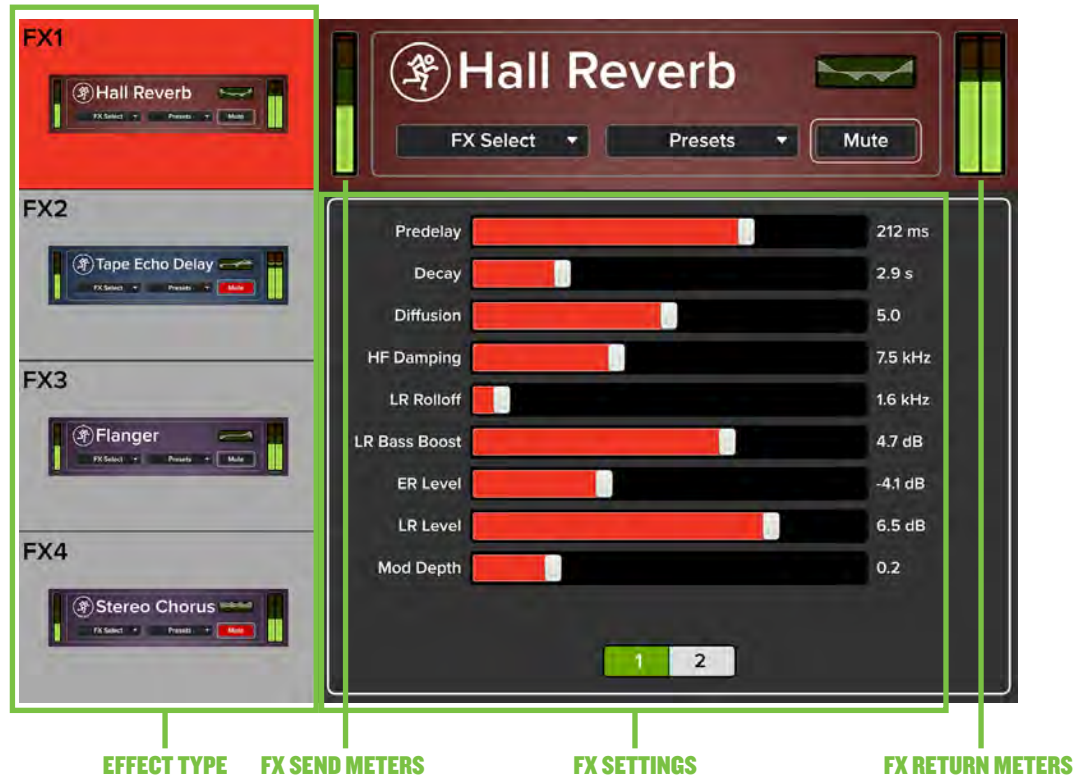 FX1
Hall Reverb
FX Select Presets Mute
FX2
Tape Echo Delay
FX Select Presets Mute
FX3
Flanger
FX Select Presets Mute
FX4
Stereo Chorus
FX Select Presets Mute
Hall Reverb
FX Select Presets Mute
Predelay 212 ms
Decay 2.9 s
Diffusion 5.0
HF Damping 7.5 kHz
LR Rolloff 1.6 kHz
LR Bass Boost 4.7 dB
ER Level -4.1 dB
LR Level 6.5 dB
Mod Depth 0.2
1 2
EFFECT TYPE FX SEND METERS FX SETTINGS FX RETURN METERS